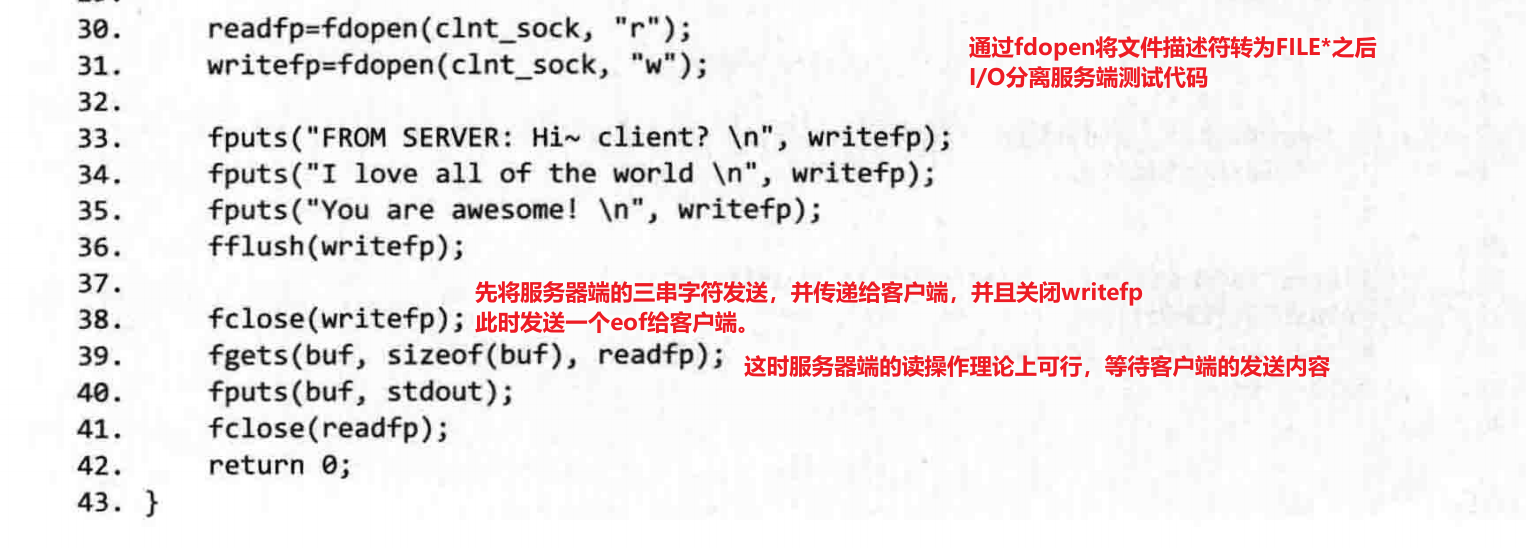 30. readfp=fdopen(clnt_sock, "r");
31. writefp=fdopen(clnt_sock, "w");
通过fdopen将文件描述符转为FILE*之后
I/O分离服务端测试代码
32.
33. fputs("FROM SERVER: Hi~ client? \n", writefp);
34. fputs("I love all of the world \n", writefp);
35. fputs("You are awesome! \n", writefp);
36. fflush(writefp);
37.
先将服务器端的三串字符发送，并传递给客户端，并且关闭writefp
38. fclose(writefp);
此时发送一个eof给客户端。
39. fgets(buf, sizeof(buf), readfp);
这时服务器端的读操作理论上可行，等待客户端的发送内容
40. fputs(buf, stdout);
41. fclose(readfp);
42. return 0;
43. }